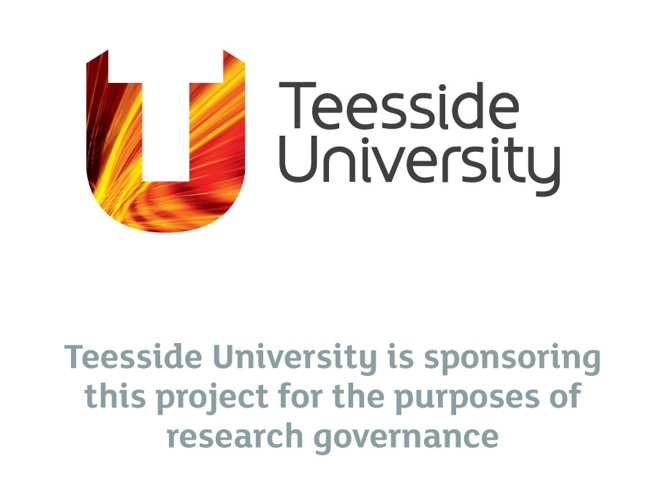 Teesside
University
Teesside University is sponsoring
this project for the purposes of
research governance